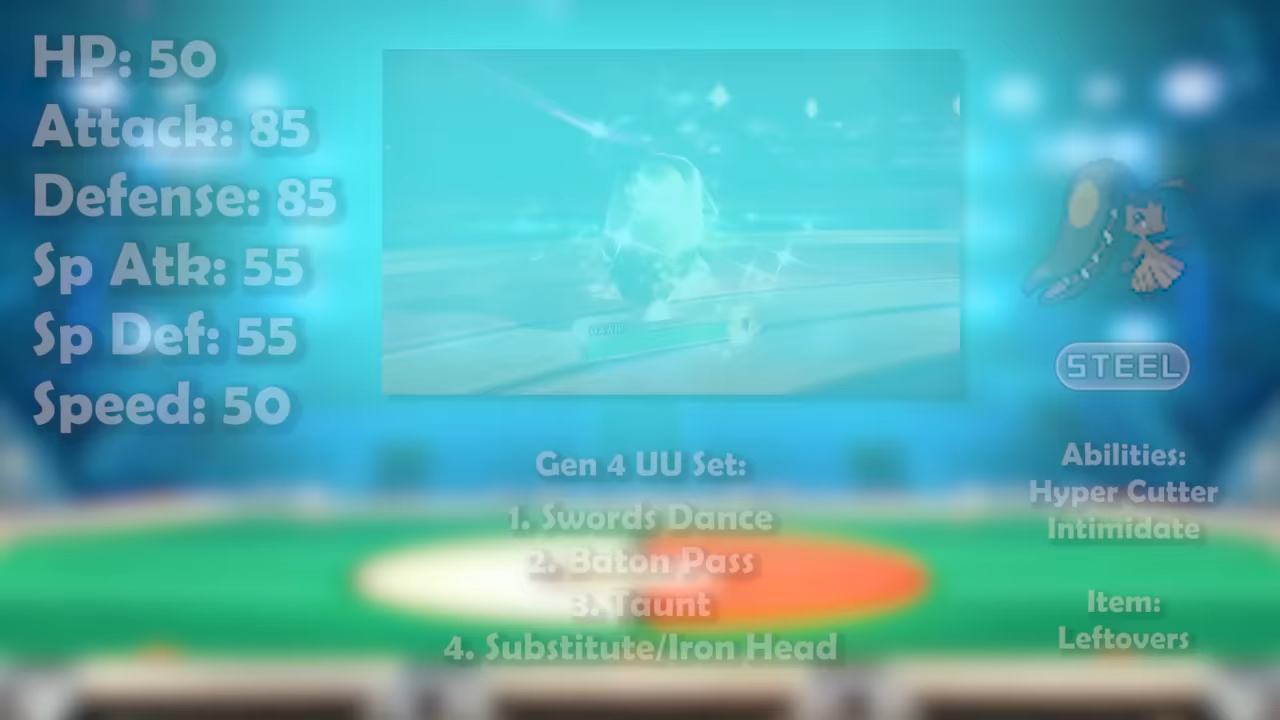 HP: 50
Attack: 85
Defense: 85
Sp Atk: 55
Sp Def: 55
Speed: 50
STEEL
Gen 4 UU Set:
1. Swords Dance
2. Baton Pass
3. Taunt
4. Substitute/Iron Head
Abilities:
Hyper Cutter
Intimidate
Item:
Leftovers